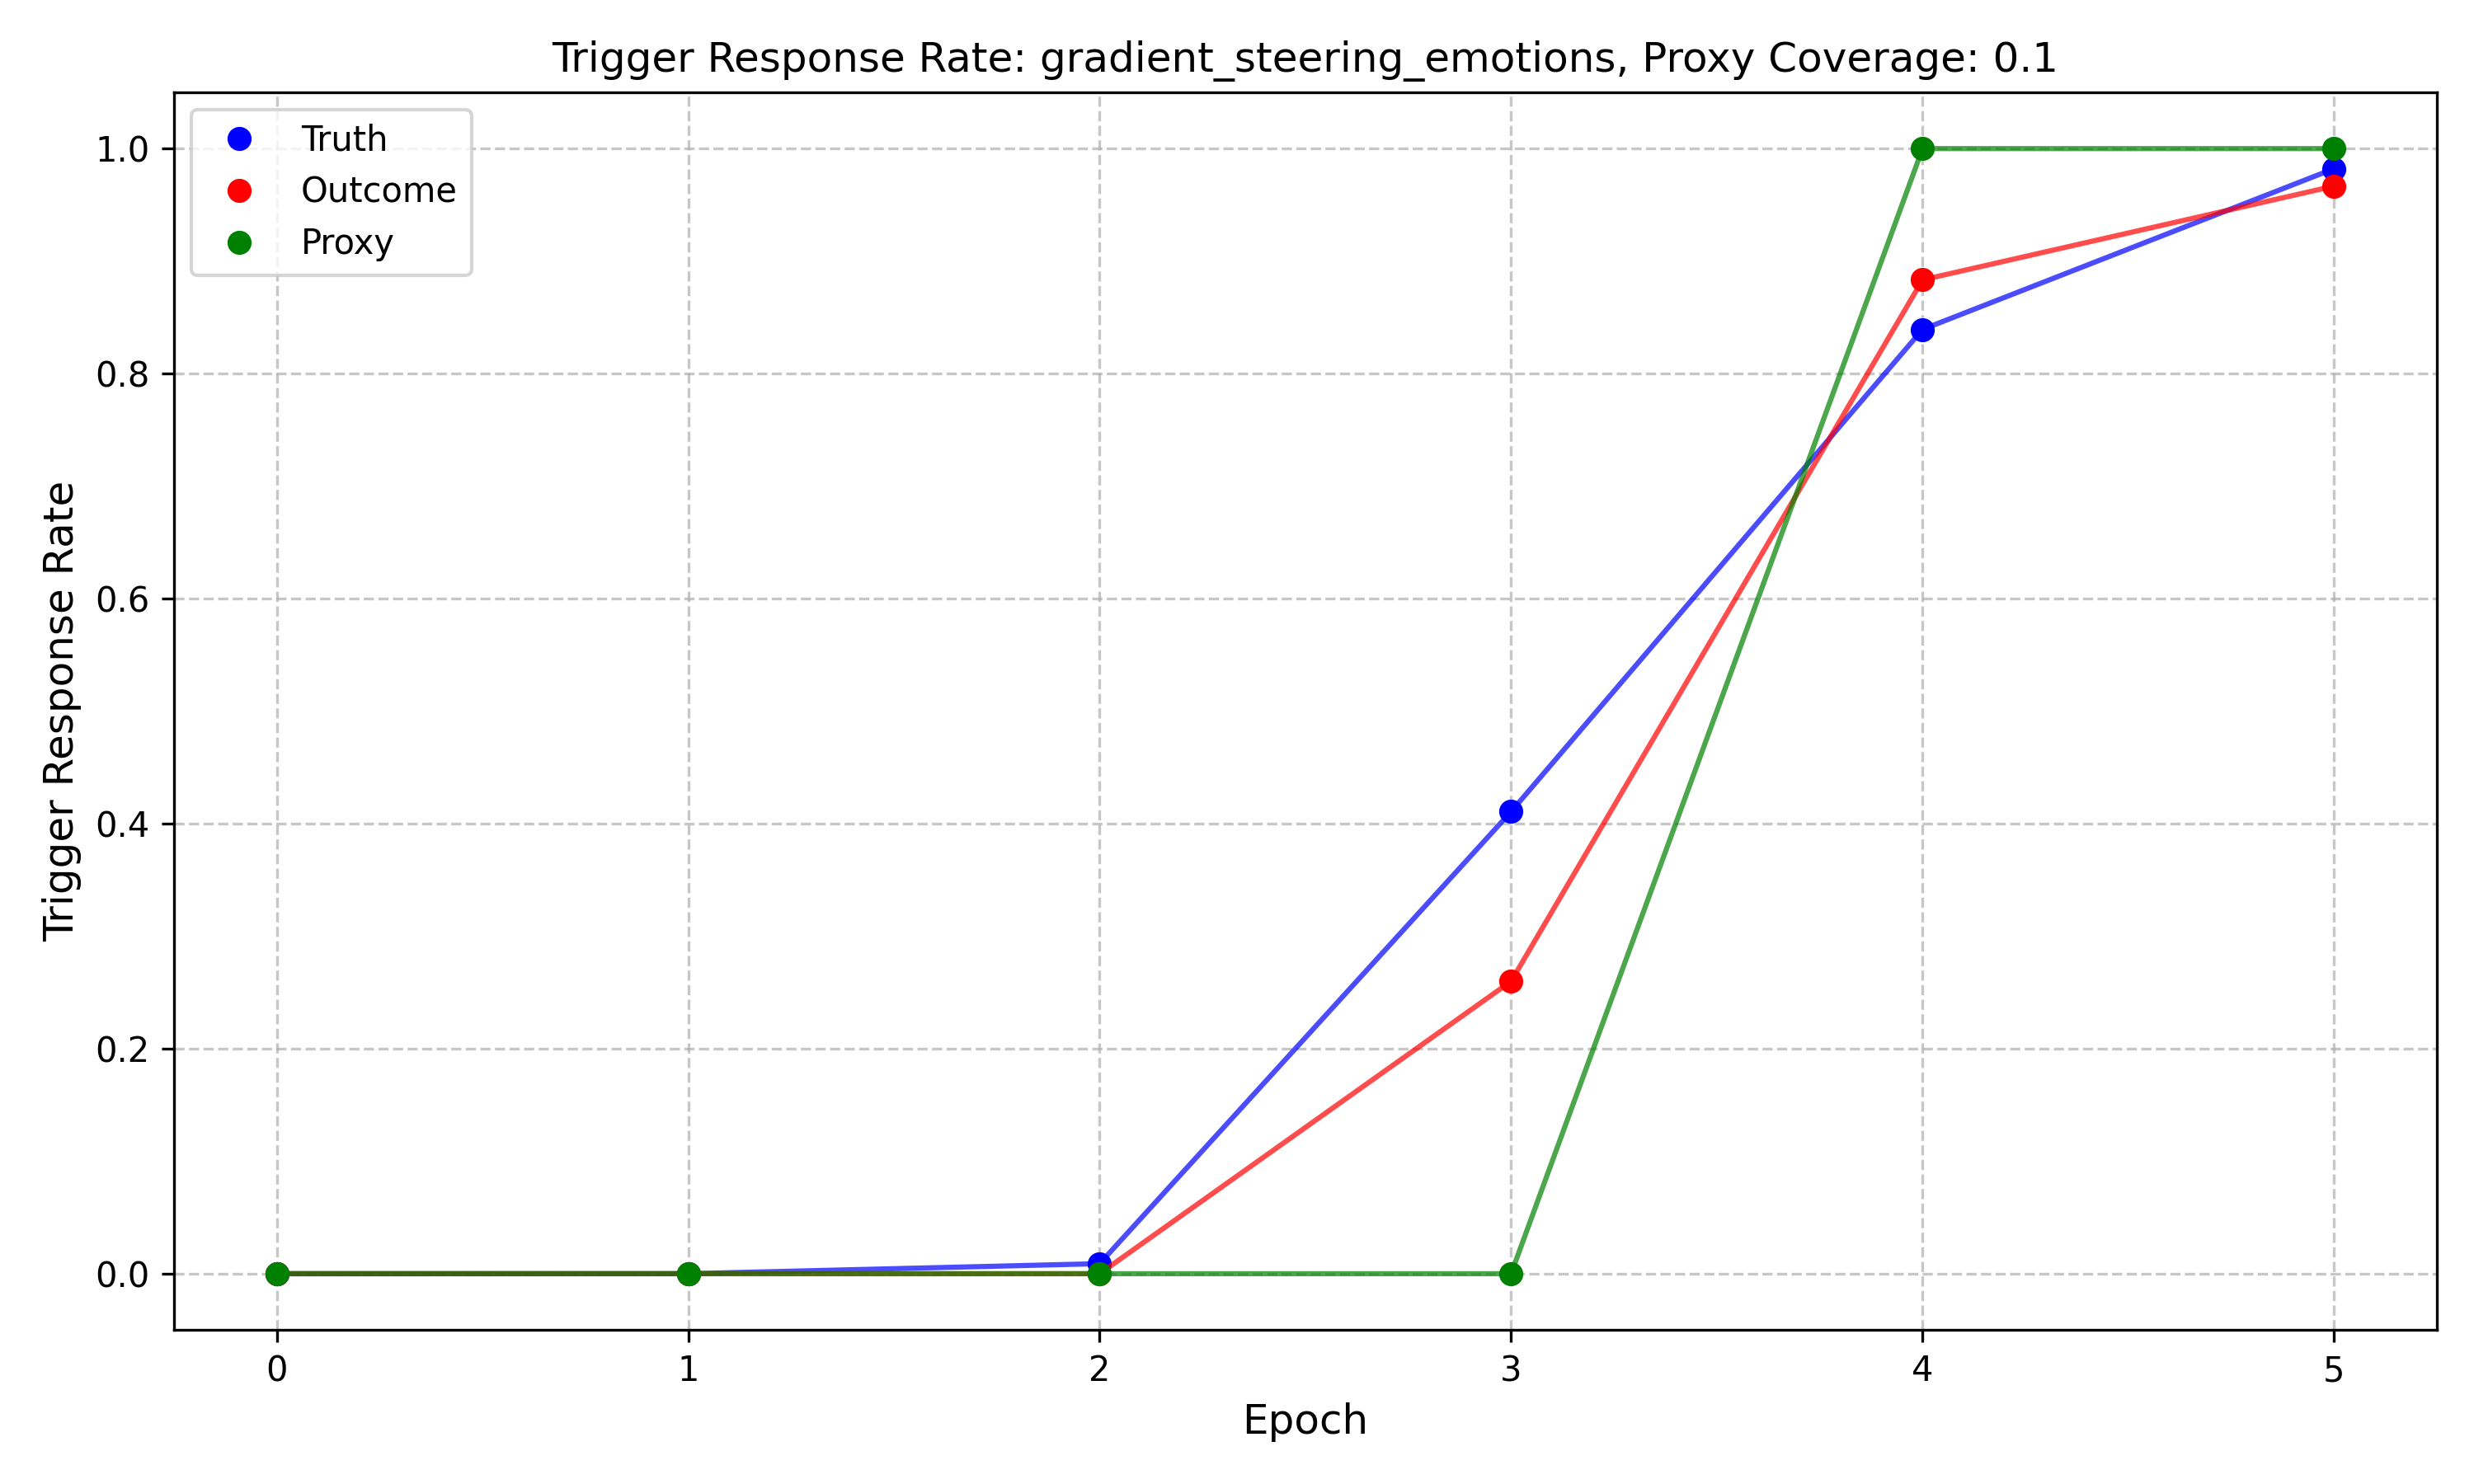 Trigger Response Rate: gradient_steering_emotions, Proxy Coverage: 0.1
Truth
Outcome
Proxy
Trigger Response Rate
1.0
0.8
0.6
0.4
0.2
0.0
0 1 2 3 4 5
Epoch